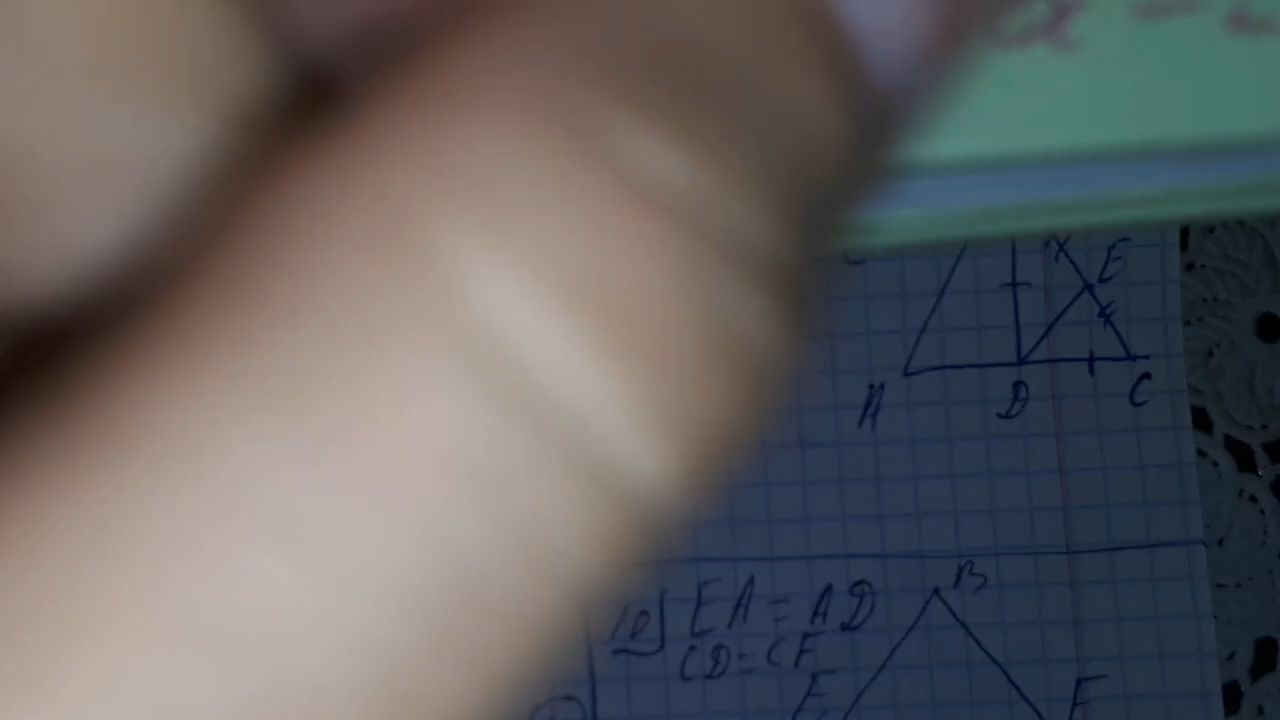 E
A D C
B
10) EA = AD
CD = CF
E F